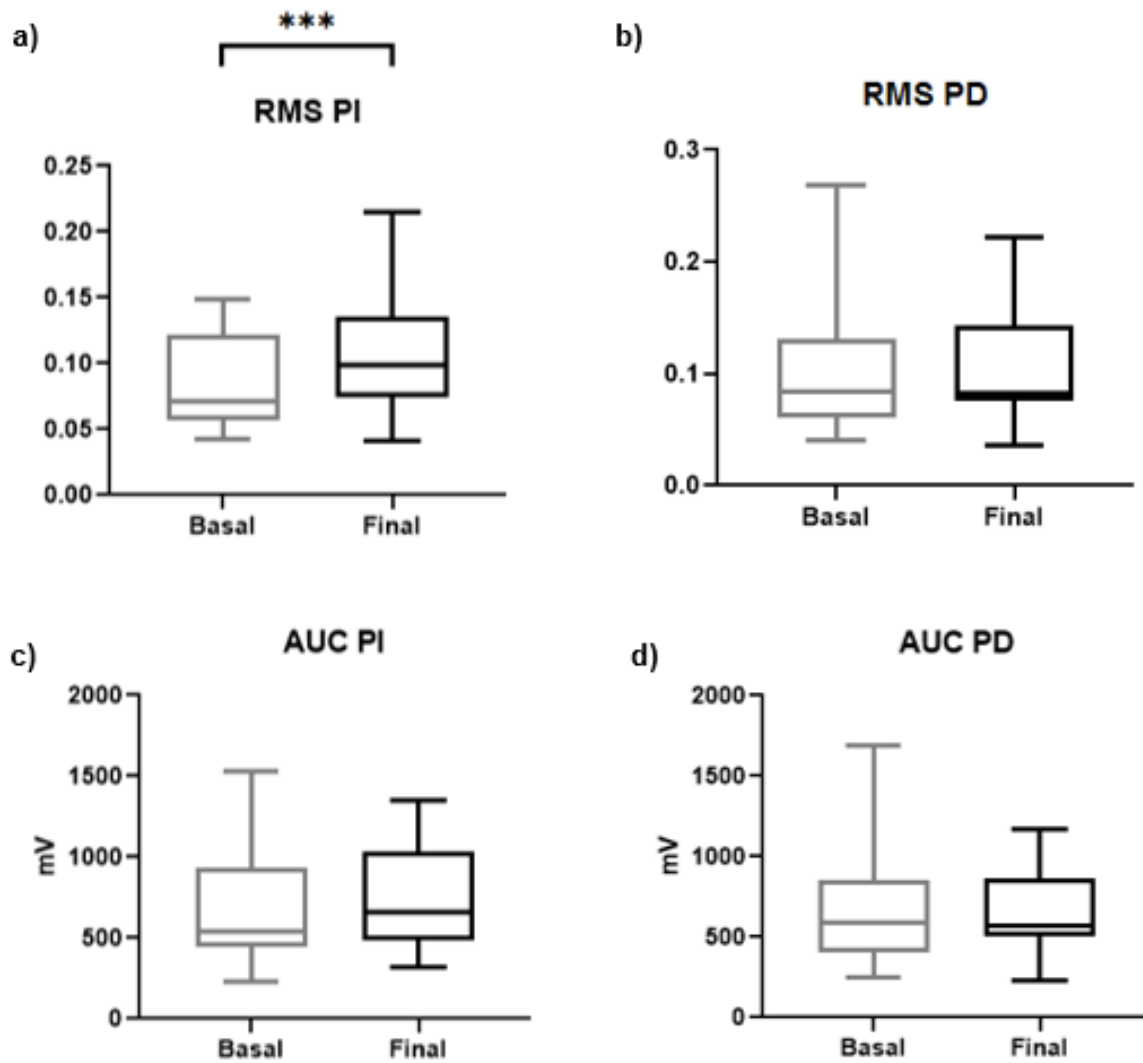 a)
***
RMS PI
0.25
0.20
0.15
0.10
0.05
0.00
Basal Final
b)
RMS PD
0.3
0.2
0.1
0.0
Basal Final
c)
AUC PI
2000
1500
1000
500
0
mV
Basal Final
d)
AUC PD
2000
1500
1000
500
0
mV
Basal Final